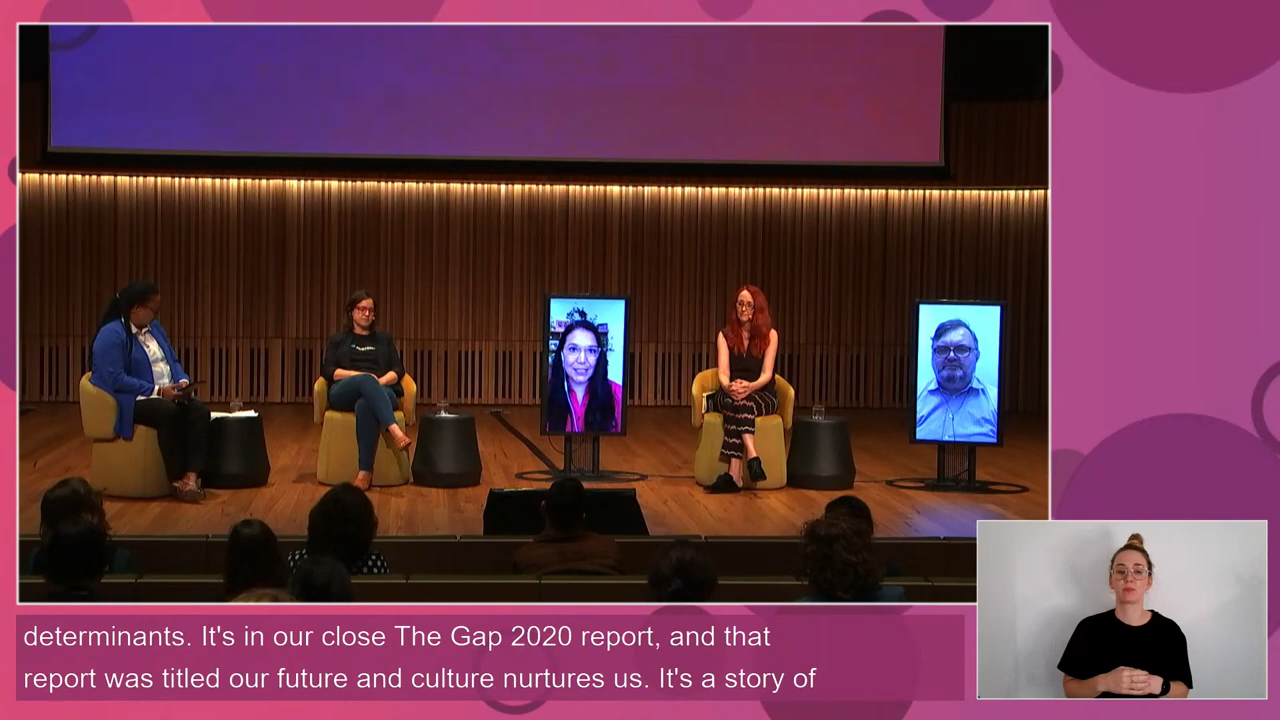 determinants. It's in our close The Gap 2020 report, and that
report was titled our future and culture nurtures us. It's a story of